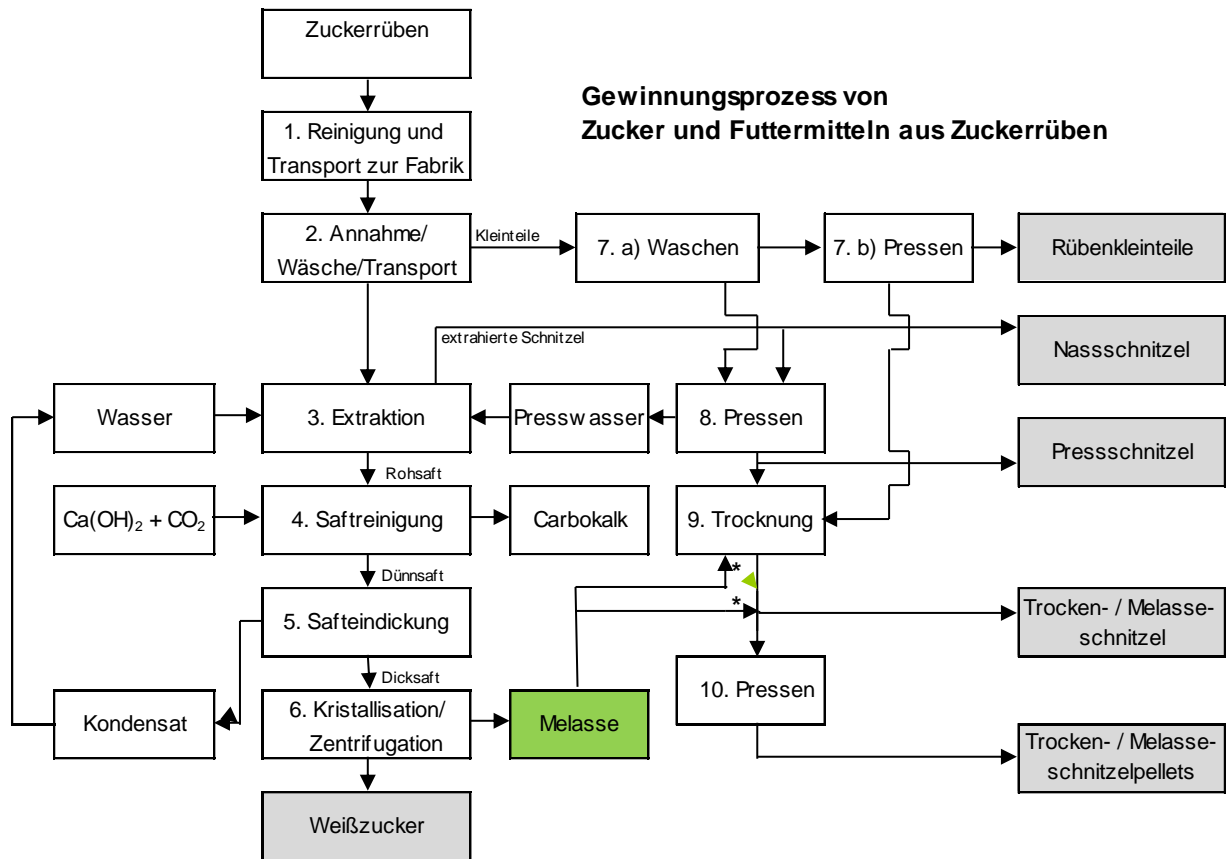 Zuckerrüben
Gewinnungsprozess von
Zucker und Futtermitteln aus Zuckerrüben
1. Reinigung und
Transport zur Fabrik
2. Annahme/
Wäsche/Transport
Kleinteile
7. a) Waschen
7. b) Pressen
Rübenkleinteile
extrahierte Schnitzel
Nassschnitzel
Wasser
3. Extraktion
Presswasser
8. Pressen
Pressschnitzel
Rohsaft
Ca(OH)₂ + CO₂
4. Saftreinigung
Carbokalk
9. Trocknung
Dünnsaft
*
*
5. Safteindickung
Trocken- / Melasse-
schnitzel
Dicksaft
Kondensat
6. Kristallisation/
Zentrifugation
Melasse
10. Pressen
Trocken- / Melasse-
schnitzelpellets
Weißzucker